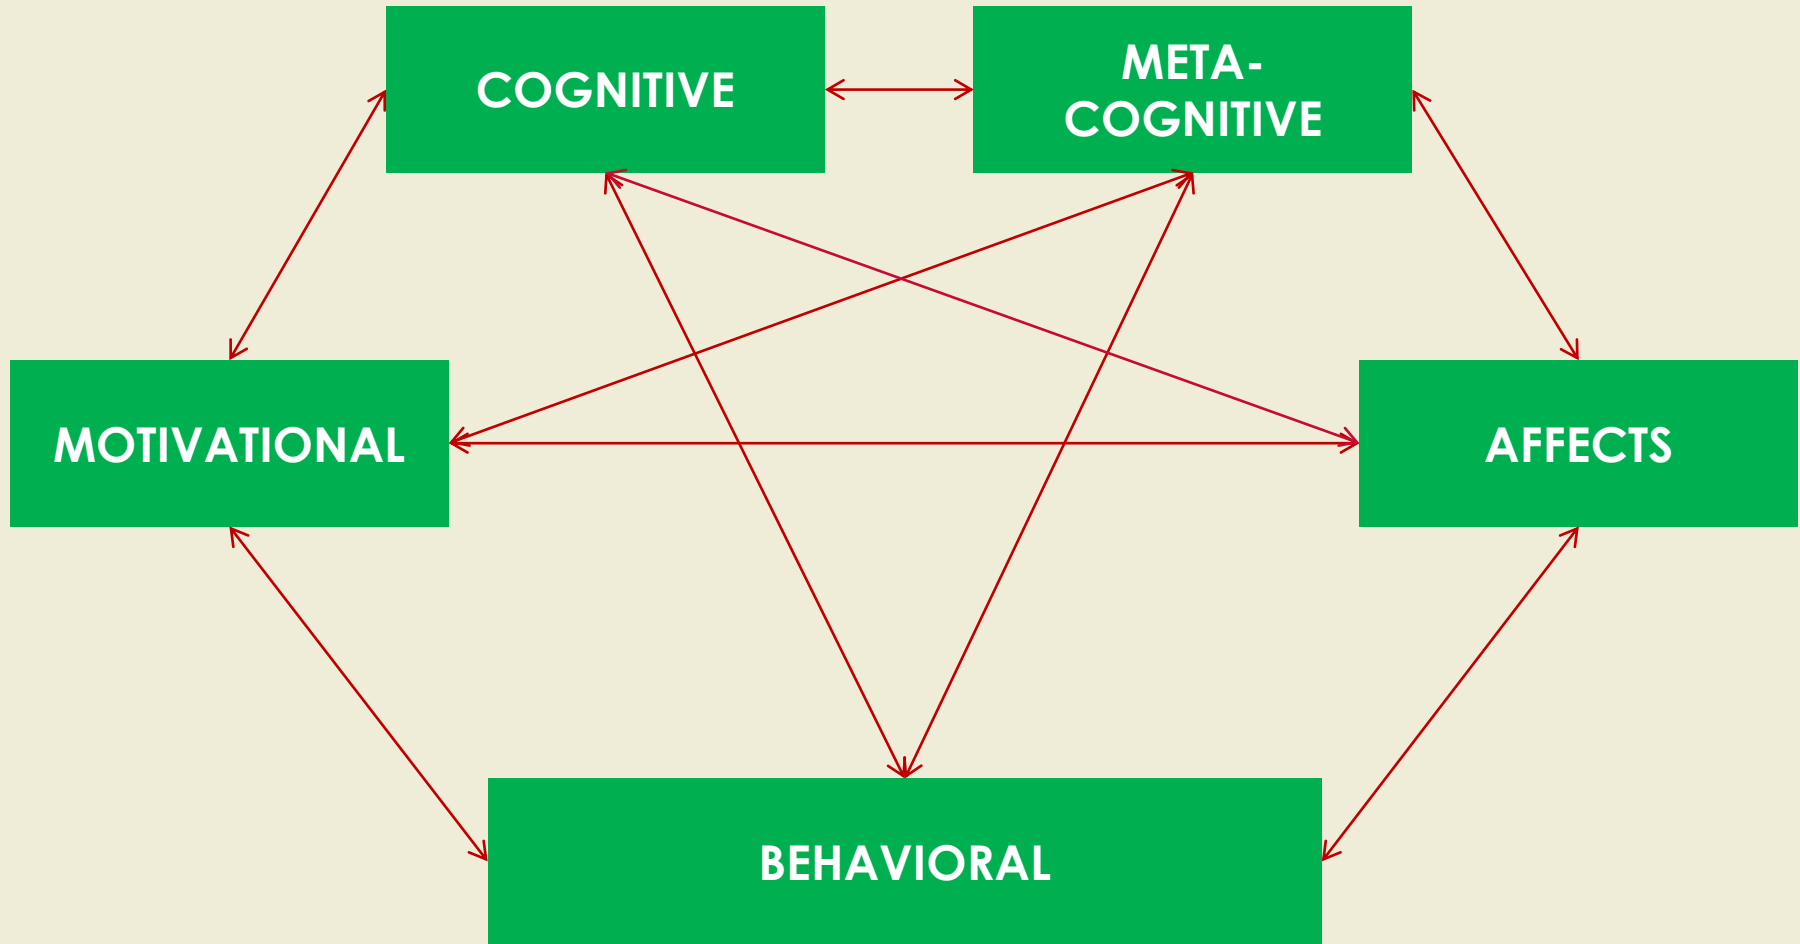 COGNITIVE
META-
COGNITIVE
MOTIVATIONAL
AFFECTS
BEHAVIORAL